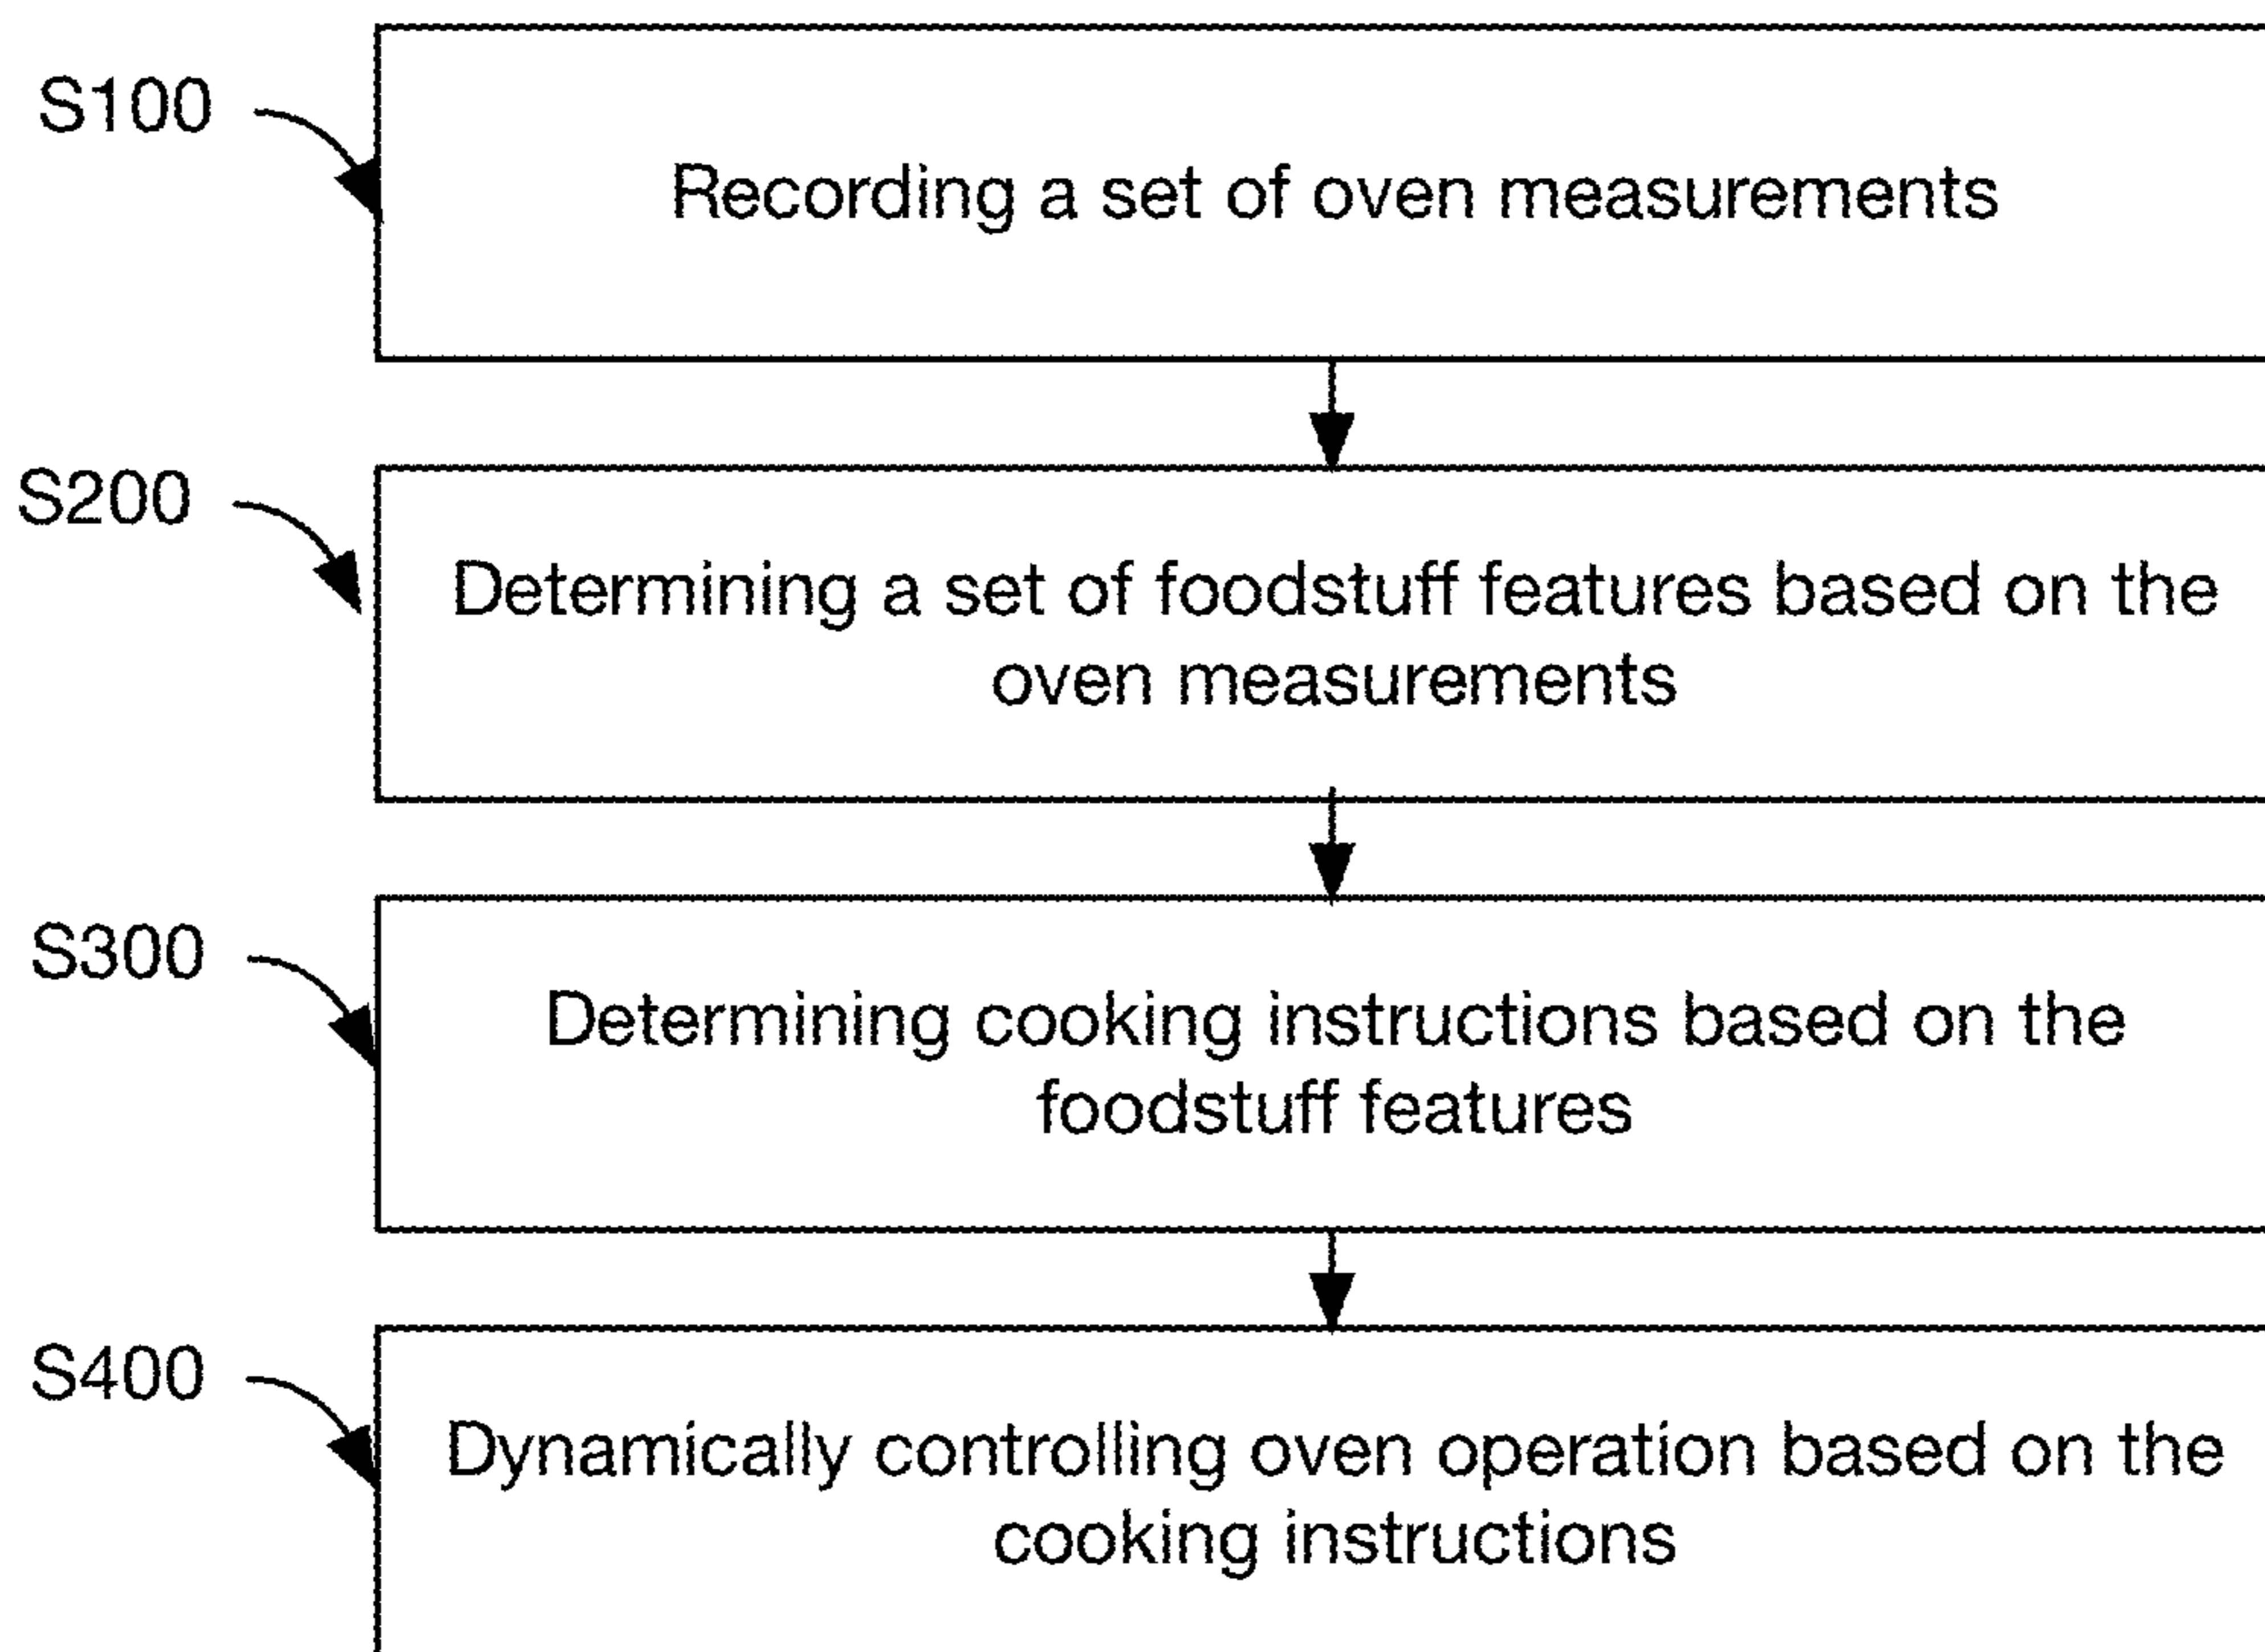 S100
Recording a set of oven measurements
S200
Determining a set of foodstuff features based on the
oven measurements
S300
Determining cooking instructions based on the
foodstuff features
S400
Dynamically controlling oven operation based on the
cooking instructions